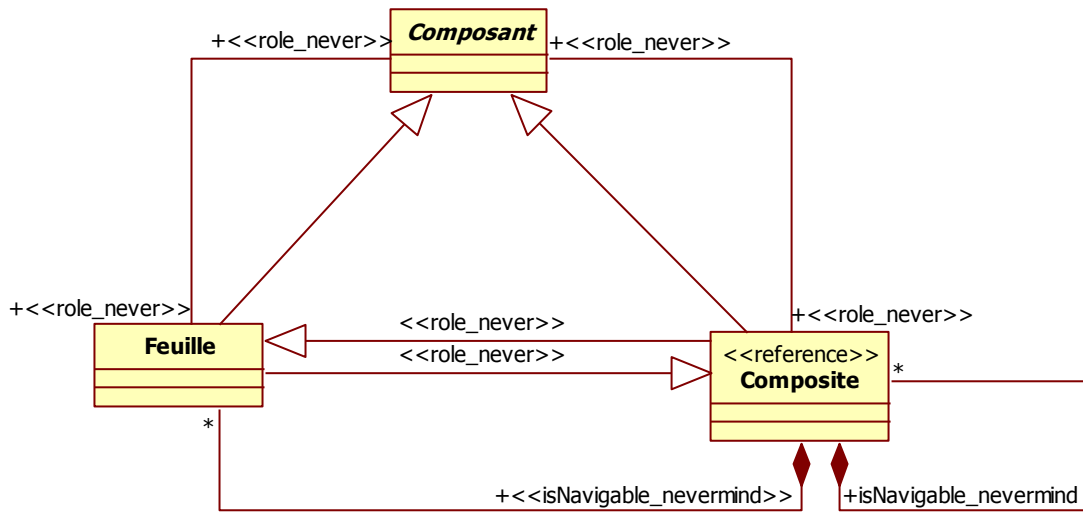 Composant
+<<role_never>>
+<<role_never>>
+<<role_never>>
+<<role_never>>
<<role_never>>
<<role_never>>
Feuille
<<reference>>
Composite
*
*
+<<isNavigable_nevermind>>
+isNavigable_nevermind